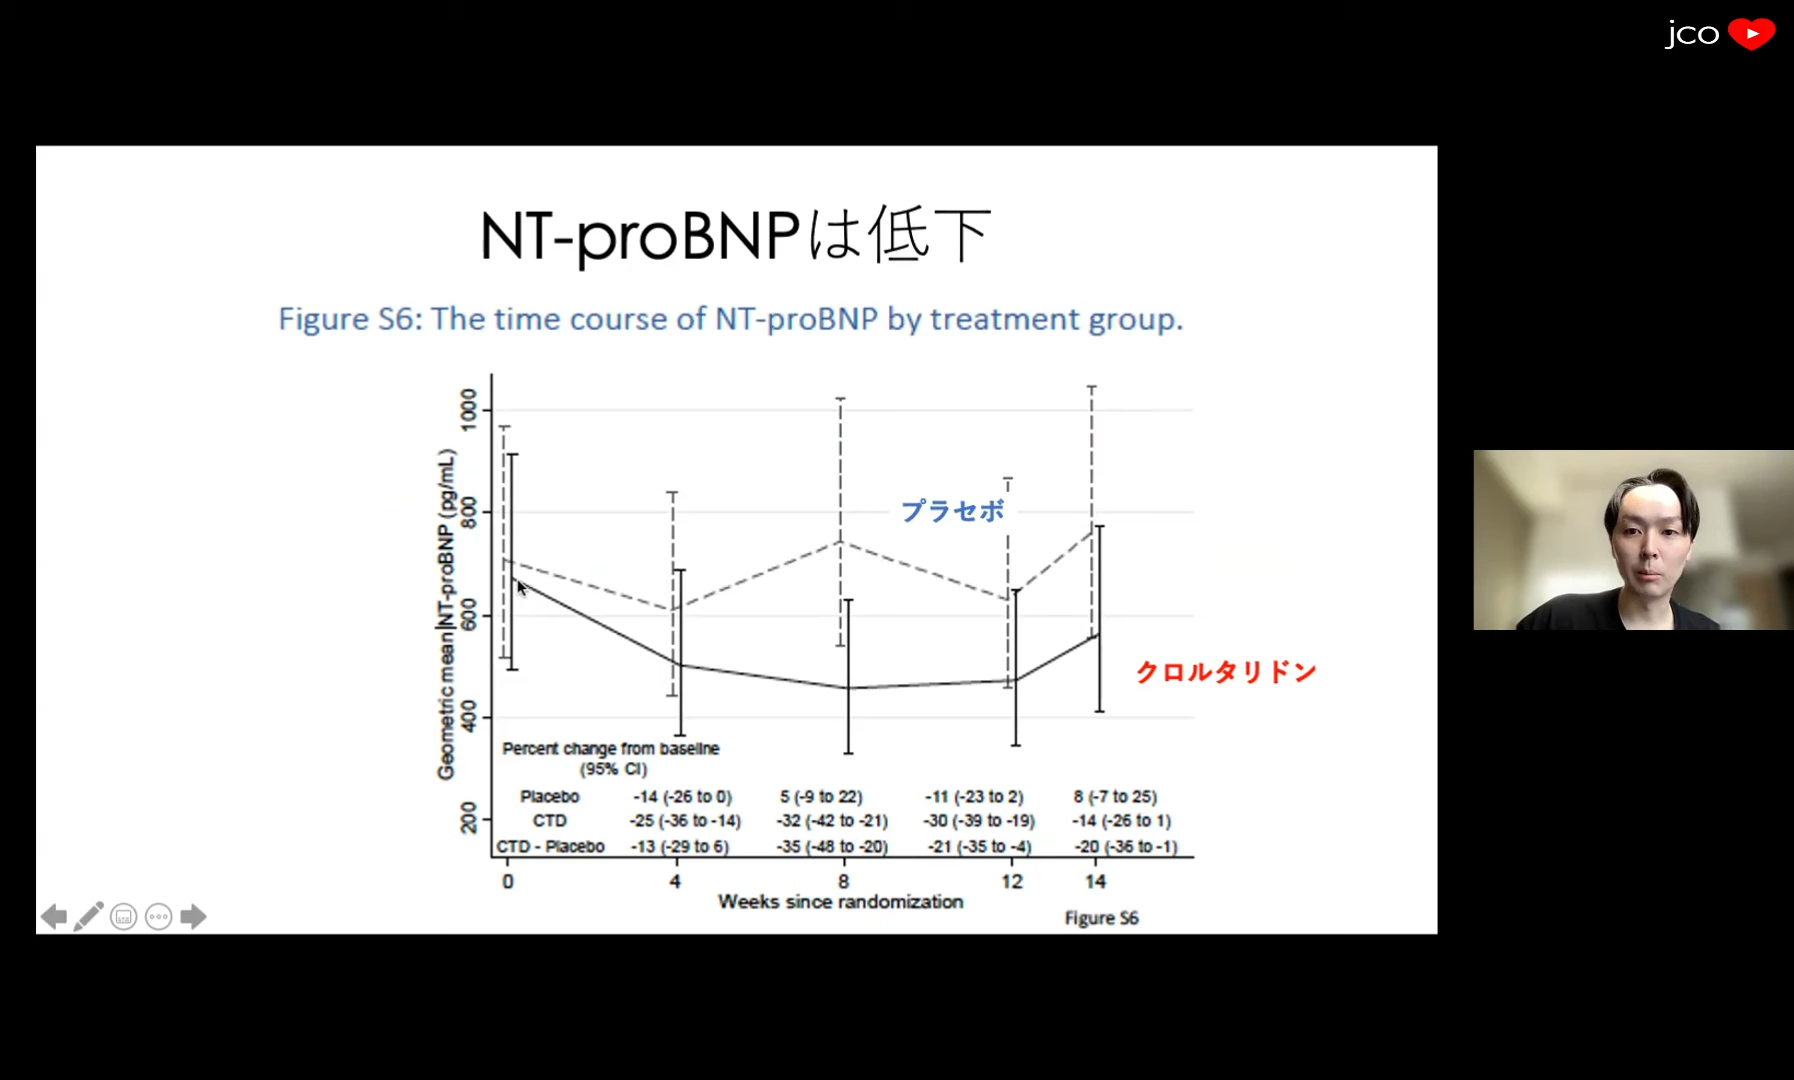 jco
NT-proBNPは低下
Figure S6: The time course of NT-proBNP by treatment group.
Geometric mean NT-proBNP (pg/mL)
1000
800
600
400
200
プラセボ
クロルタリドン
Percent change from baseline
(95% CI)
Placebo -14 (-26 to 0) 5 (-9 to 22) -11 (-23 to 2) 8 (-7 to 25)
CTD -25 (-36 to -14) -32 (-42 to -21) -30 (-39 to -19) -14 (-26 to 1)
CTD - Placebo -13 (-29 to 6) -35 (-48 to -20) -21 (-35 to -4) -20 (-36 to -1)
0 4 8 12 14
Weeks since randomization
Figure S6